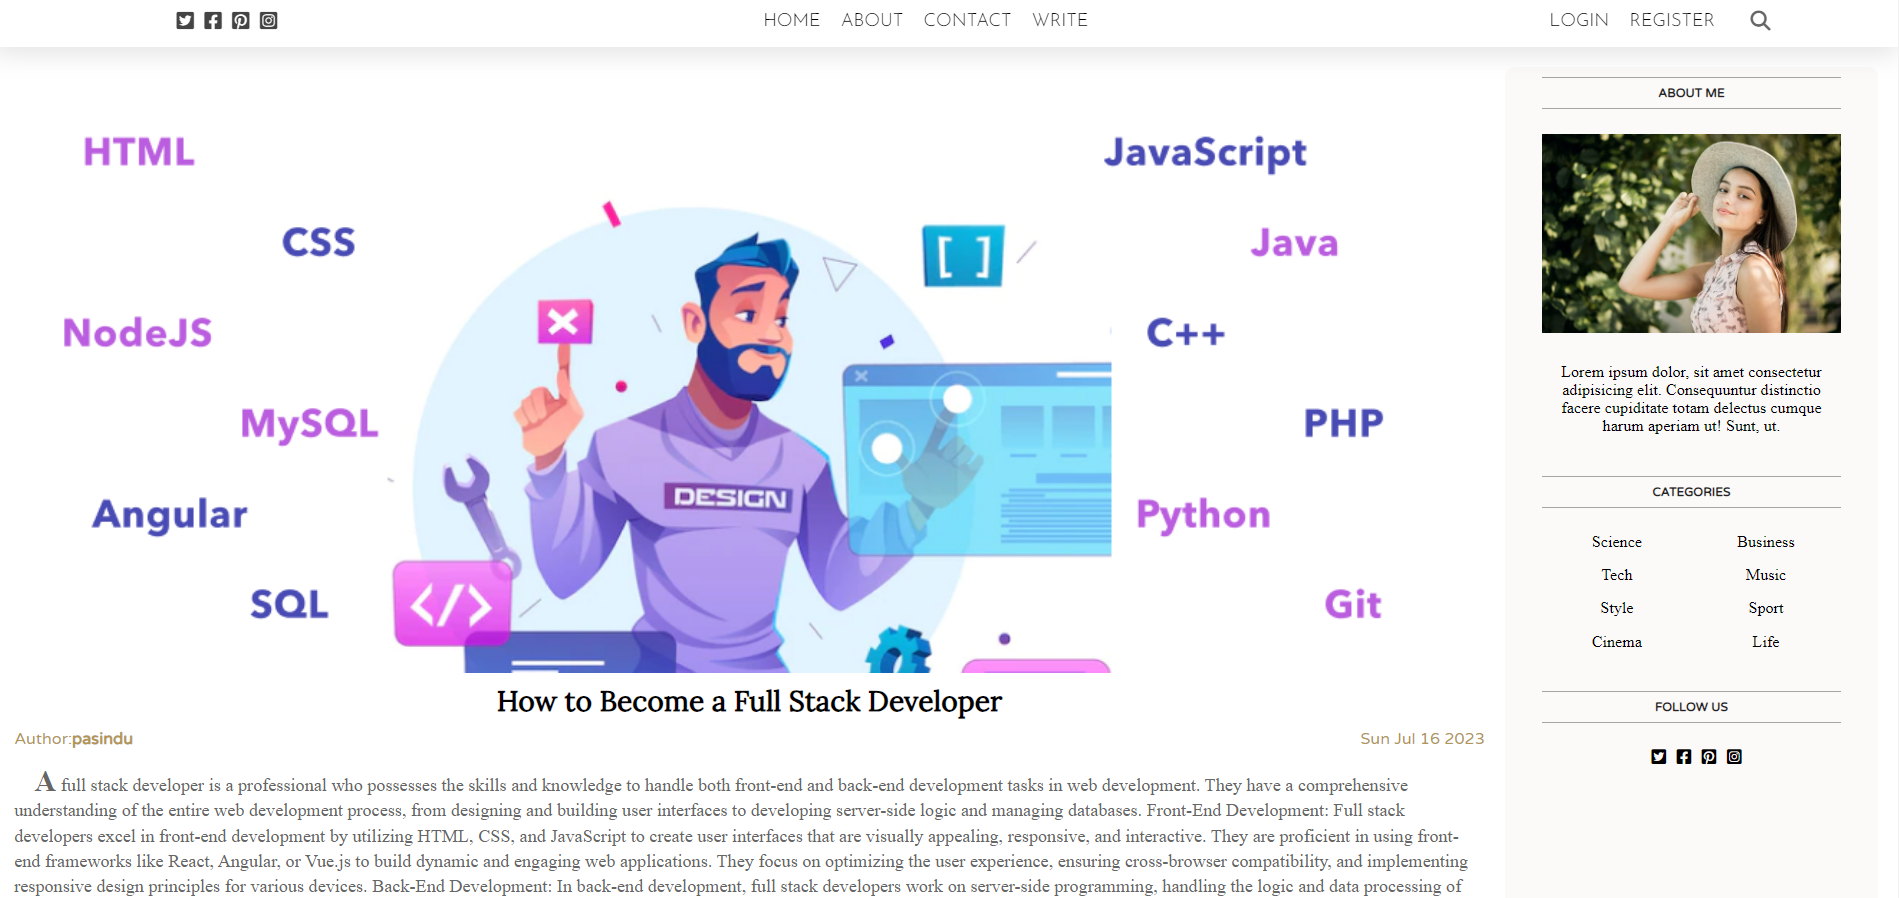 HOME ABOUT CONTACT WRITE
LOGIN REGISTER
HTML
CSS
NodeJS
MySQL
Angular
SQL
[ ]
DESIGN
</>
JavaScript
Java
C++
PHP
Python
Git
How to Become a Full Stack Developer
Author:pasindu
Sun Jul 16 2023
A full stack developer is a professional who possesses the skills and knowledge to handle both front-end and back-end development tasks in web development. They have a comprehensive
understanding of the entire web development process, from designing and building user interfaces to developing server-side logic and managing databases. Front-End Development: Full stack
developers excel in front-end development by utilizing HTML, CSS, and JavaScript to create user interfaces that are visually appealing, responsive, and interactive. They are proficient in using front-
end frameworks like React, Angular, or Vue.js to build dynamic and engaging web applications. They focus on optimizing the user experience, ensuring cross-browser compatibility, and implementing
responsive design principles for various devices. Back-End Development: In back-end development, full stack developers work on server-side programming, handling the logic and data processing of
ABOUT ME
Lorem ipsum dolor, sit amet consectetur
adipisicing elit. Consequuntur distinctio
facere cupiditate totam delectus cumque
harum aperiam ut! Sunt, ut.
CATEGORIES
Science Business
Tech Music
Style Sport
Cinema Life
FOLLOW US